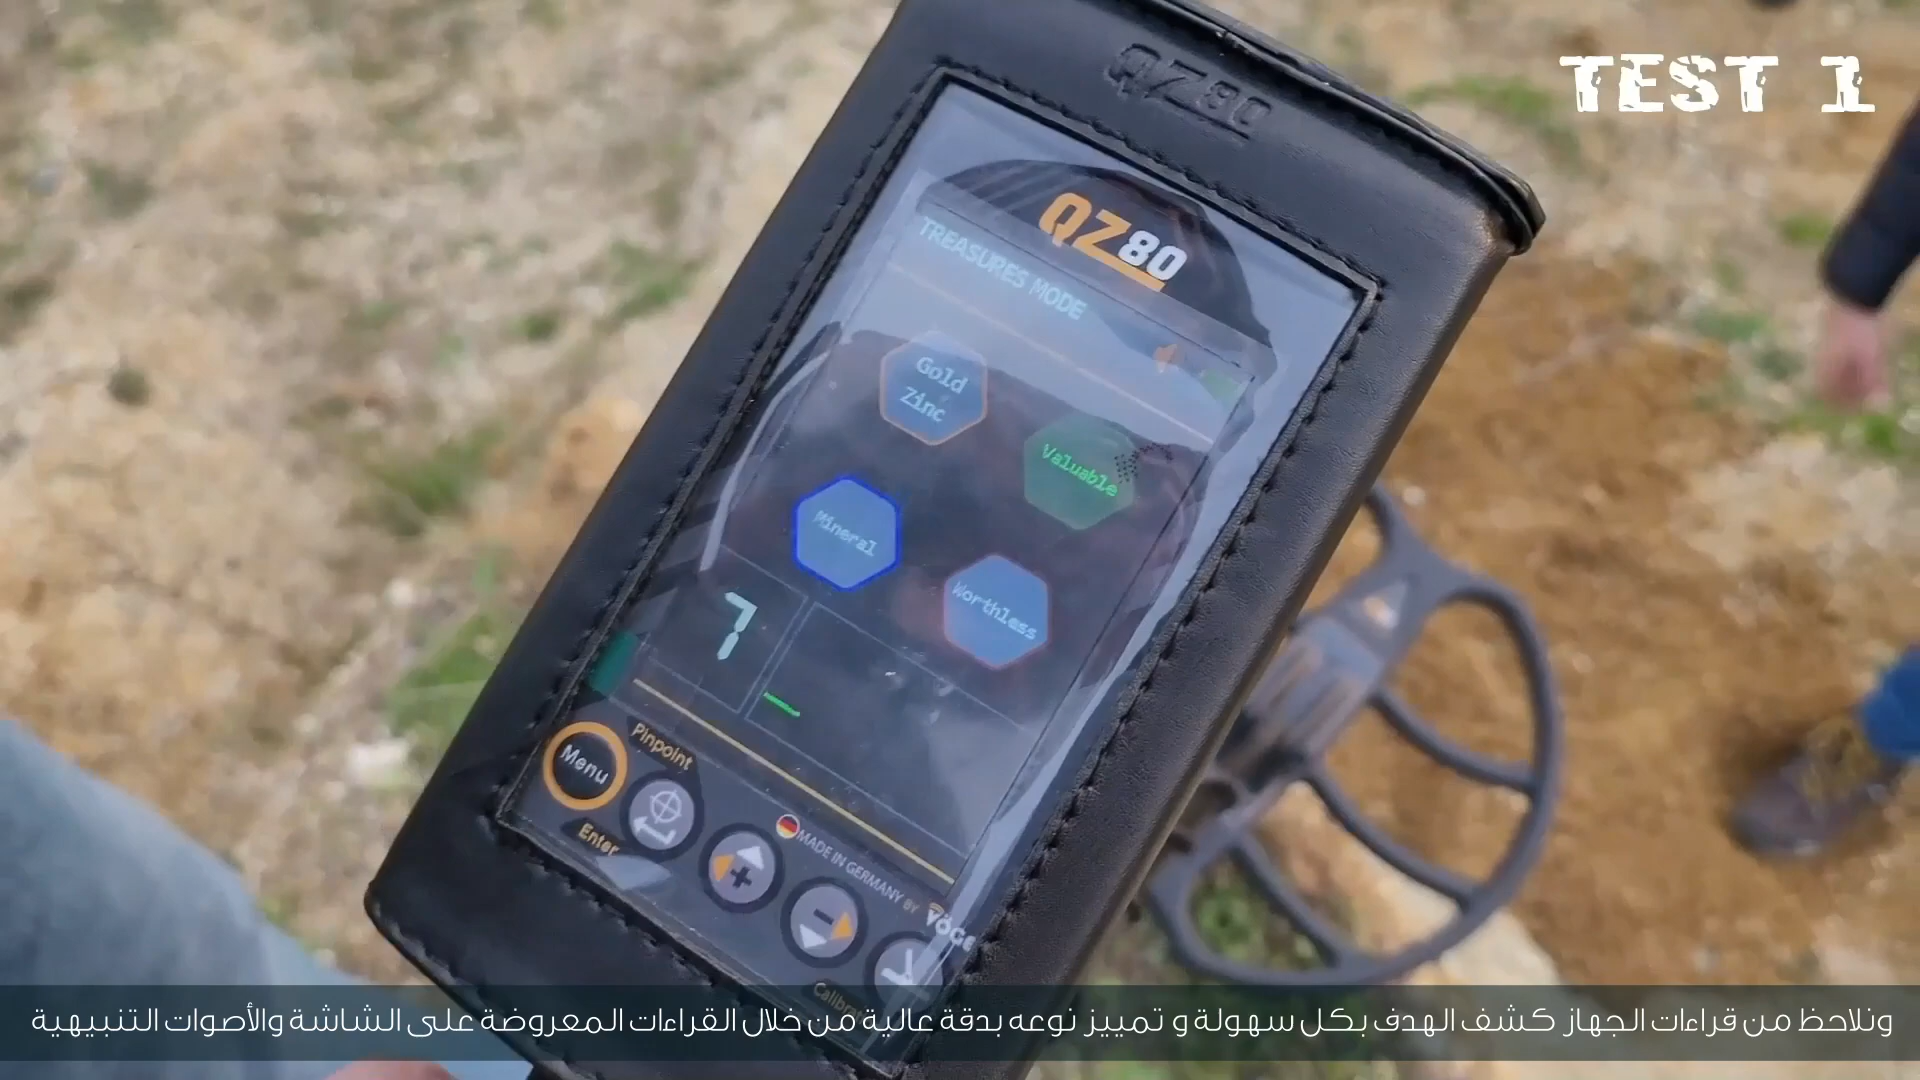 TEST 1
QZ80
QZ80
TREASURES MODE
Gold
Zinc
Valuable
Mineral
Worthless
7
Pinpoint
Menu
Enter
MADE IN GERMANY BY
ونلاحظ من قراءات الجهاز كشف الهدف بكل سهولة و تمييز نوعه بدقة عالية من خلال القراءات المعروضة على الشاشة والأصوات التنبيهية